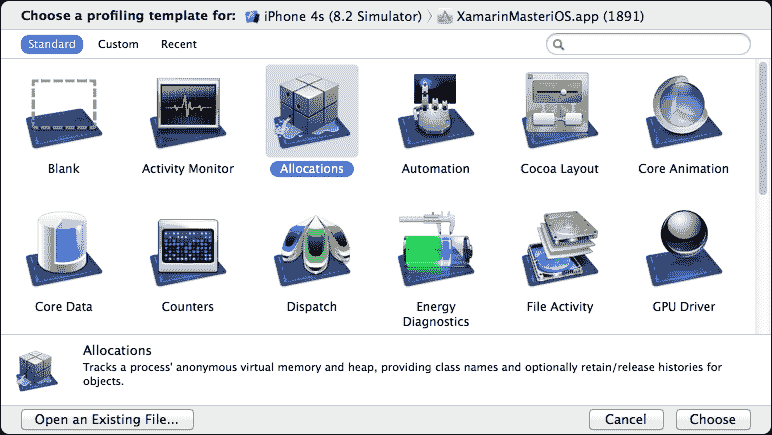 Choose a profiling template for: iPhone 4s (8.2 Simulator) 〉 XamarinMasteriOS.app (1891)
Standard Custom Recent
Blank Activity Monitor Allocations Automation Cocoa Layout Core Animation
Core Data Counters Dispatch Energy File Activity GPU Driver
Diagnostics
Allocations
Tracks a process' anonymous virtual memory and heap, providing class names and optionally retain/release histories for
objects.
Open an Existing File... Cancel Choose